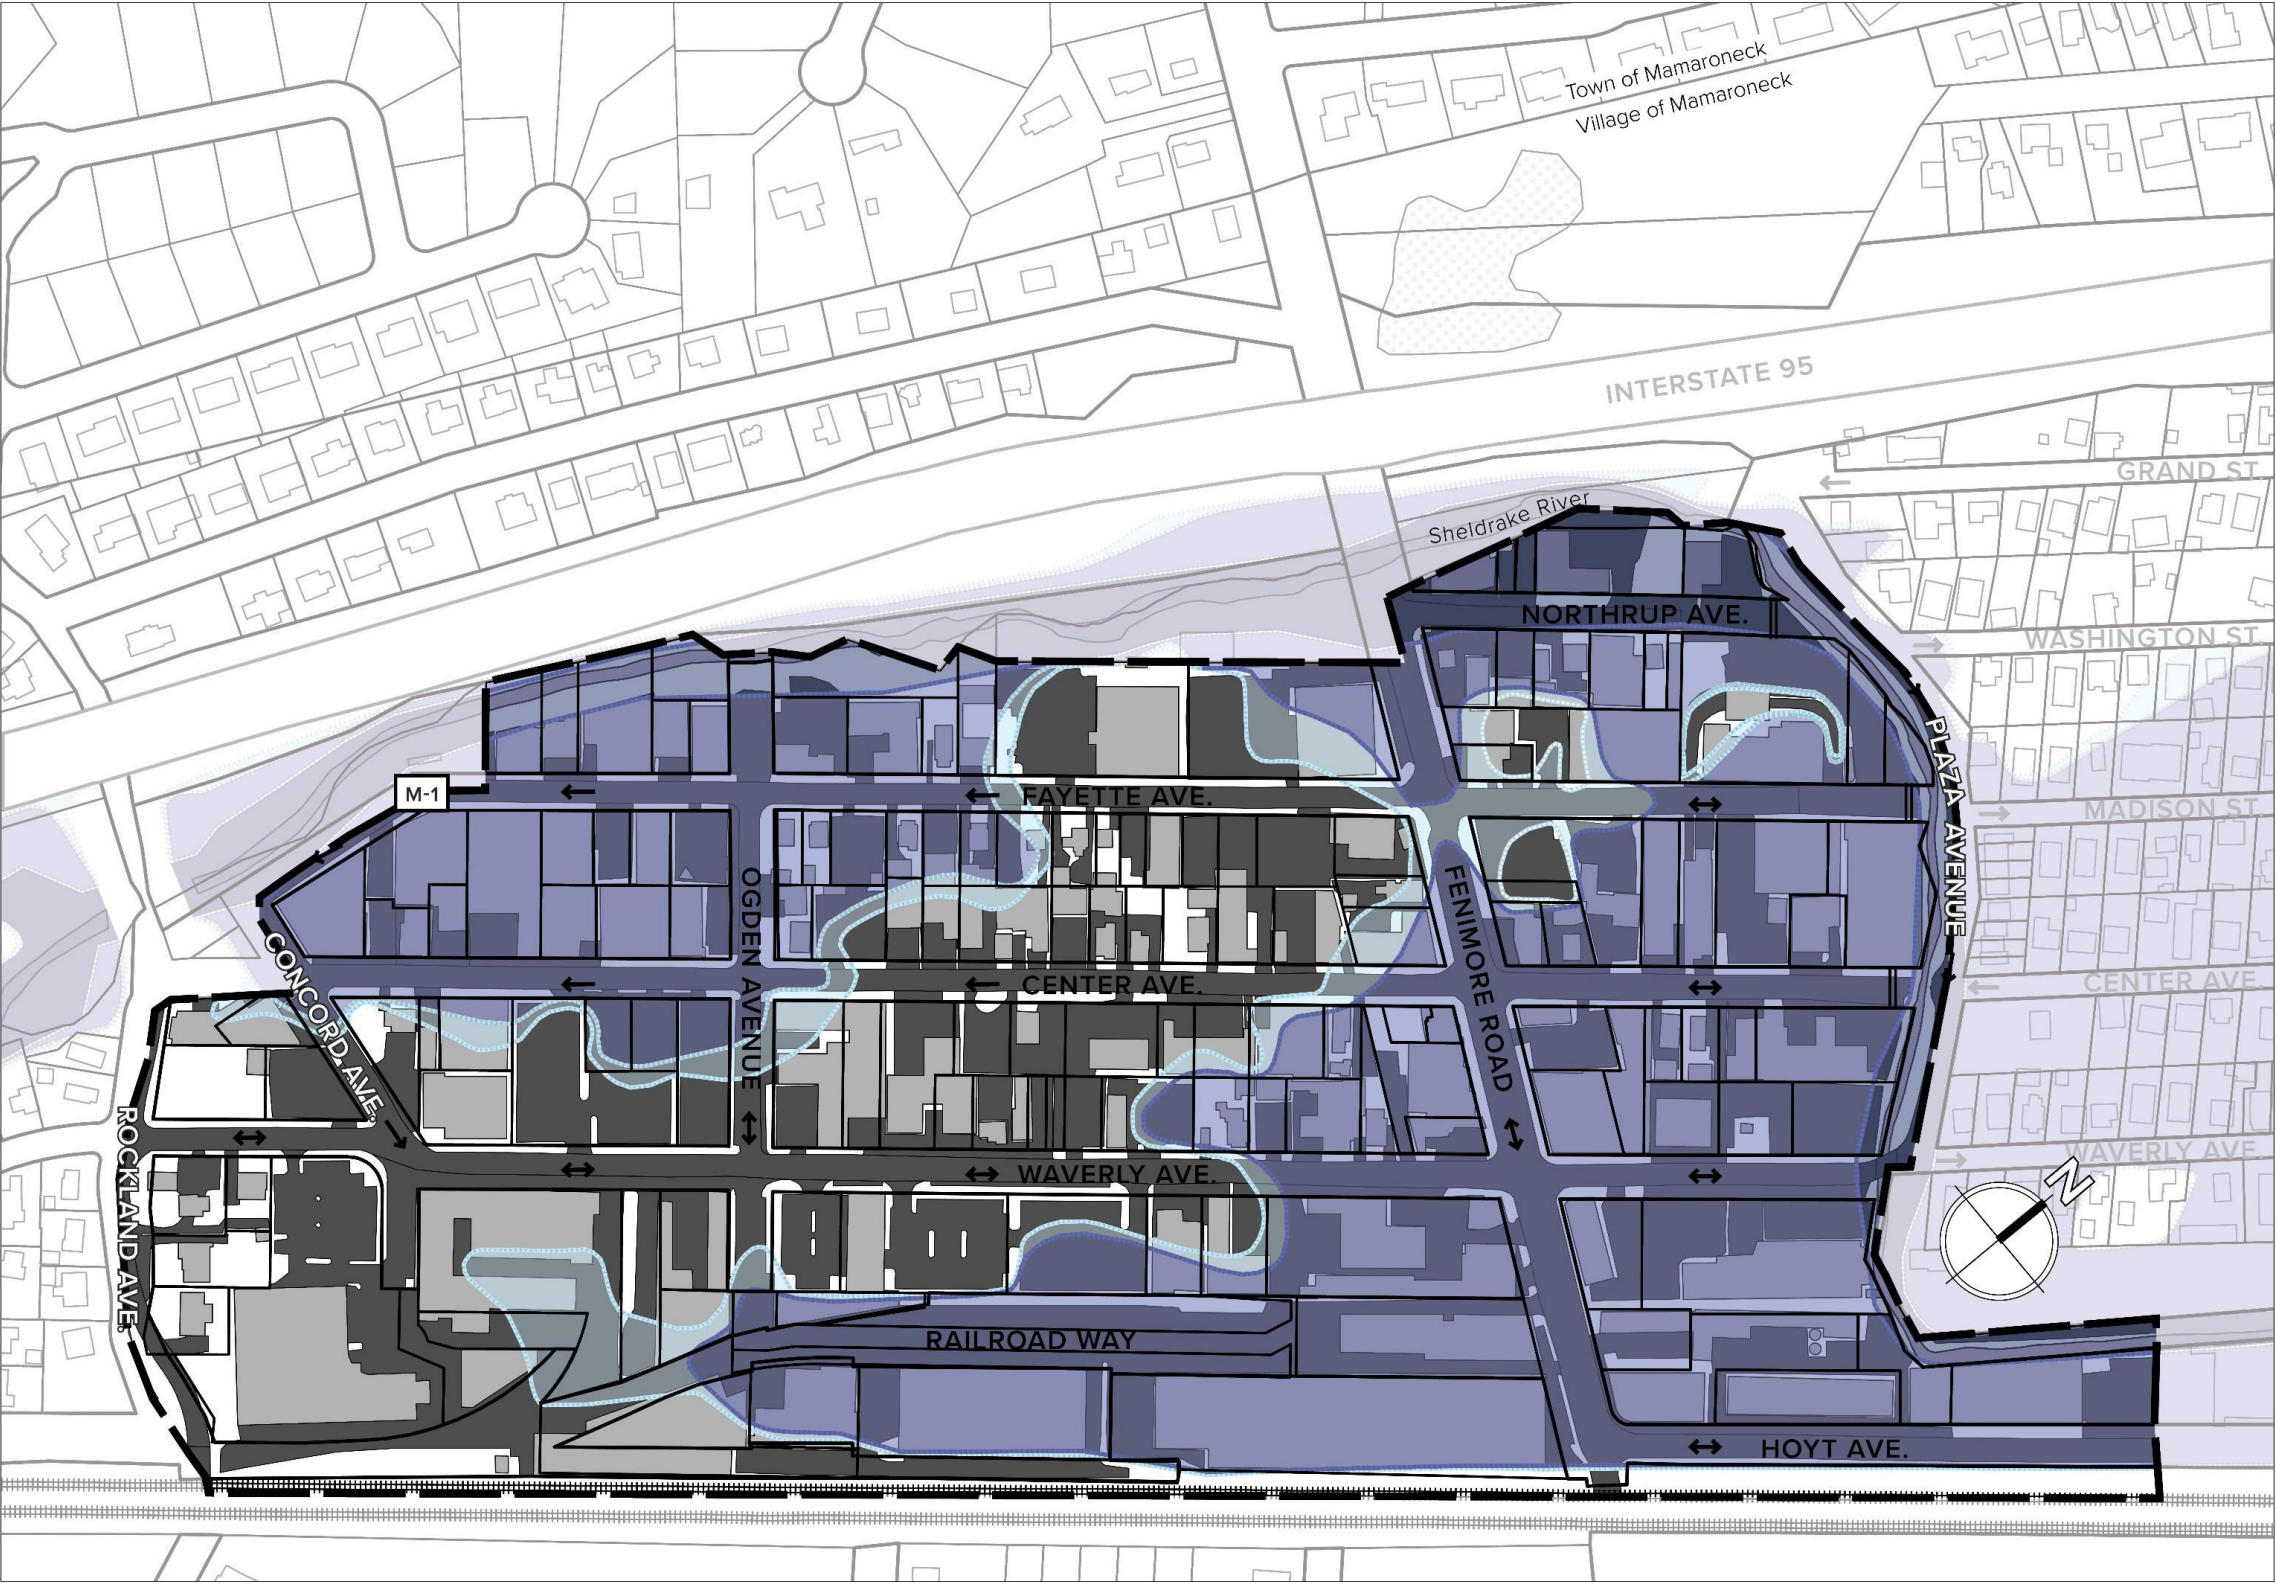 Town of Mamaroneck
Village of Mamaroneck
INTERSTATE 95
GRAND ST.
Sheldrake River
NORTHRUP AVE.
WASHINGTON ST.
PLAZA AVENUE
M-1
FAYETTE AVE.
MADISON ST.
OGDEN AVENUE
FENIMORE ROAD
CONCORD AVE.
CENTER AVE.
CENTER AVE.
ROCKLAND AVE.
WAVERLY AVE.
WAVERLY AVE.
N
RAILROAD WAY
HOYT AVE.